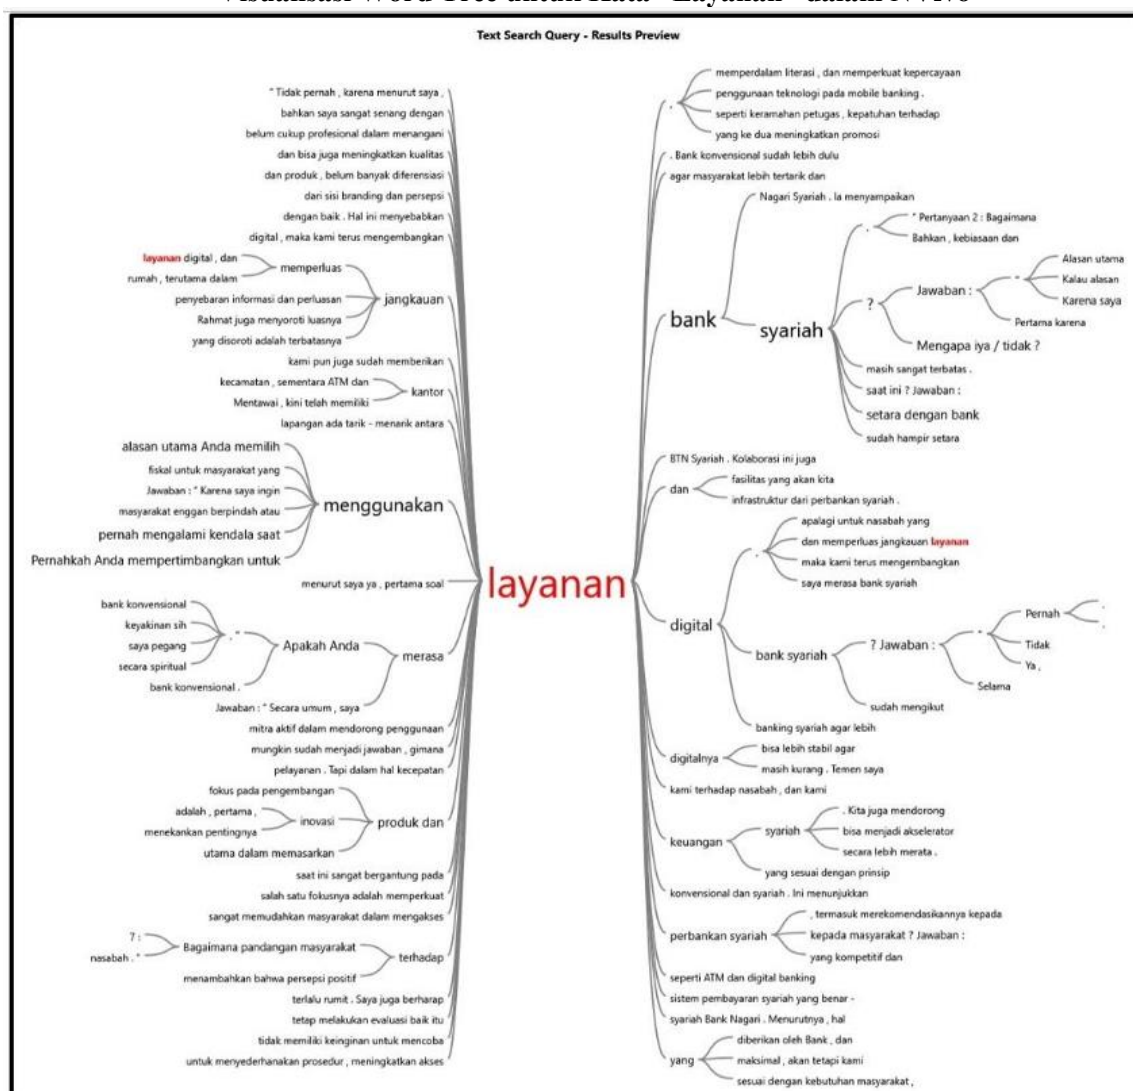 Visualisasi Word Tree untuk Kata "Layanan" dalam NVivo
Text Search Query - Results Preview
" Tidak pernah , karena menurut saya ,
bahkan saya sangat senang dengan
belum cukup profesional dalam menangani
dan bisa juga meningkatkan kualitas
dan produk , belum banyak diferensiasi
dari sisi branding dan persepsi
dengan baik . Hal ini menyebabkan
digital , maka kami terus mengembangkan
layanan digital , dan
rumah , terutama dalam
memperluas
penyebaran informasi dan perluasan
Rahmat juga menyoroti luasnya
yang disoroti adalah terbatasnya
jangkauan
kami pun juga sudah memberikan
kecamatan , sementara ATM dan
Mentawai , kini telah memiliki
kantor
lapangan ada tarik - menarik antara
alasan utama Anda memilih
fiskal untuk masyarakat yang
Jawaban : " Karena saya ingin
masyarakat enggan berpindah atau
pernah mengalami kendala saat
Pernahkah Anda mempertimbangkan untuk
menggunakan
menurut saya ya , pertama soal
bank konvensional
keyakinan sih
saya pegang
secara spiritual
. "
bank konvensional .
Apakah Anda
Jawaban : " Secara umum , saya
merasa
mitra aktif dalam mendorong penggunaan
mungkin sudah menjadi jawaban , gimana
pelayanan . Tapi dalam hal kecepatan
fokus pada pengembangan
adalah , pertama ,
menekankan pentingnya
inovasi
utama dalam memasarkan
produk dan
saat ini sangat bergantung pada
salah satu fokusnya adalah memperkuat
sangat memudahkan masyarakat dalam mengakses
7 :
nasabah . "
Bagaimana pandangan masyarakat
menambahkan bahwa persepsi positif
terhadap
terlalu rumit . Saya juga berharap
tetap melakukan evaluasi baik itu
tidak memiliki keinginan untuk mencoba
untuk menyederhanakan prosedur , meningkatkan akses
layanan
,
memperdalam literasi , dan memperkuat kepercayaan
penggunaan teknologi pada mobile banking .
seperti keramahan petugas , kepatuhan terhadap
yang ke dua meningkatkan promosi
. Bank konvensional sudah lebih dulu
agar masyarakat lebih tertarik dan
bank
Nagari Syariah . Ia menyampaikan
syariah
.
" Pertanyaan 2 : Bagaimana
Bahkan , kebiasaan dan
?
Jawaban :
"
Alasan utama
Kalau alasan
Karena saya
Pertama karena
Mengapa iya / tidak ?
masih sangat terbatas .
saat ini ? Jawaban :
setara dengan bank
sudah hampir setara
BTN Syariah . Kolaborasi ini juga
dan
fasilitas yang akan kita
infrastruktur dari perbankan syariah .
digital
,
apalagi untuk nasabah yang
dan memperluas jangkauan layanan
maka kami terus mengembangkan
saya merasa bank syariah
bank syariah
? Jawaban :
"
Pernah
,
.
Tidak
Ya ,
Selama
sudah mengikut
banking syariah agar lebih
digitalnya
bisa lebih stabil agar
masih kurang . Temen saya
kami terhadap nasabah , dan kami
keuangan
syariah
. Kita juga mendorong
bisa menjadi akselerator
secara lebih merata .
yang sesuai dengan prinsip
konvensional dan syariah . Ini menunjukkan
perbankan syariah
, termasuk merekomendasikannya kepada
kepada masyarakat ? Jawaban :
yang kompetitif dan
seperti ATM dan digital banking
sistem pembayaran syariah yang benar -
syariah Bank Nagari . Menurutnya , hal
yang
diberikan oleh Bank , dan
maksimal , akan tetapi kami
sesuai dengan kebutuhan masyarakat ,